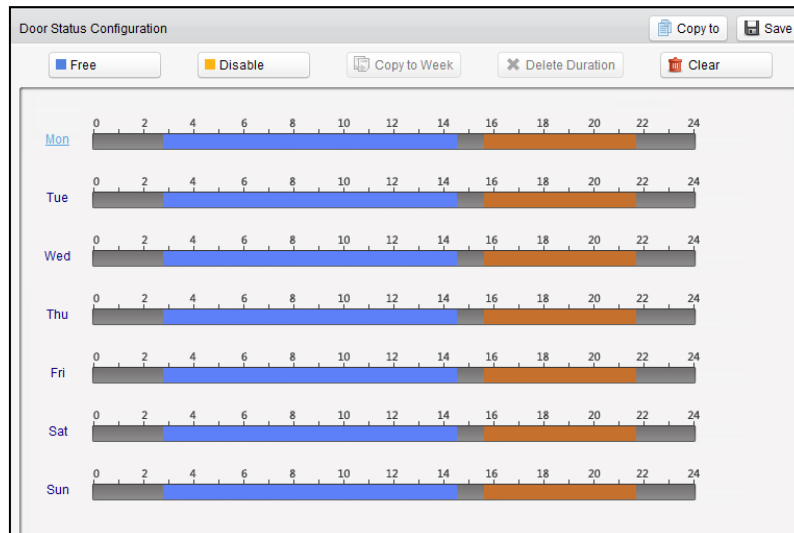 Door Status Configuration Copy to Save
Free Disable Copy to Week Delete Duration Clear
0 2 4 6 8 10 12 14 16 18 20 22 24
Mon
0 2 4 6 8 10 12 14 16 18 20 22 24
Tue
0 2 4 6 8 10 12 14 16 18 20 22 24
Wed
0 2 4 6 8 10 12 14 16 18 20 22 24
Thu
0 2 4 6 8 10 12 14 16 18 20 22 24
Fri
0 2 4 6 8 10 12 14 16 18 20 22 24
Sat
0 2 4 6 8 10 12 14 16 18 20 22 24
Sun